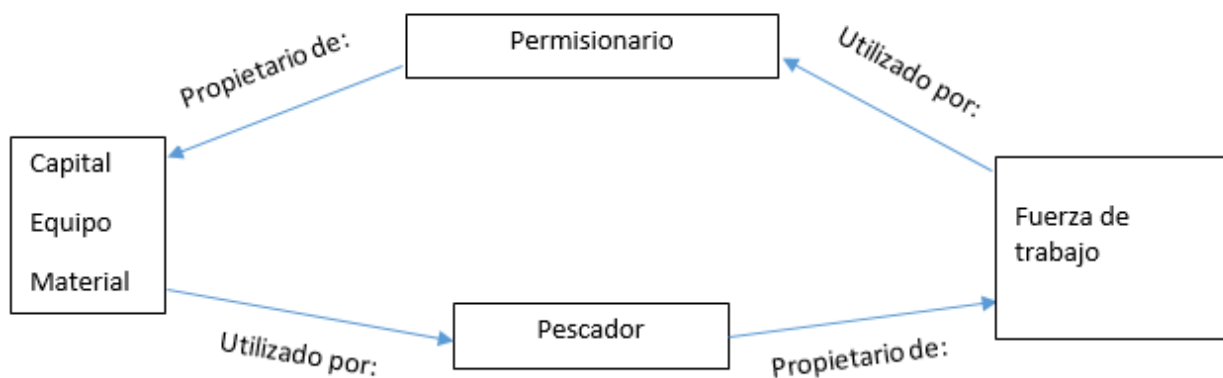 Permisionario
Propietario de:
Utilizado por:
Capital
Equipo
Material
Fuerza de
trabajo
Pescador
Utilizado por:
Propietario de: